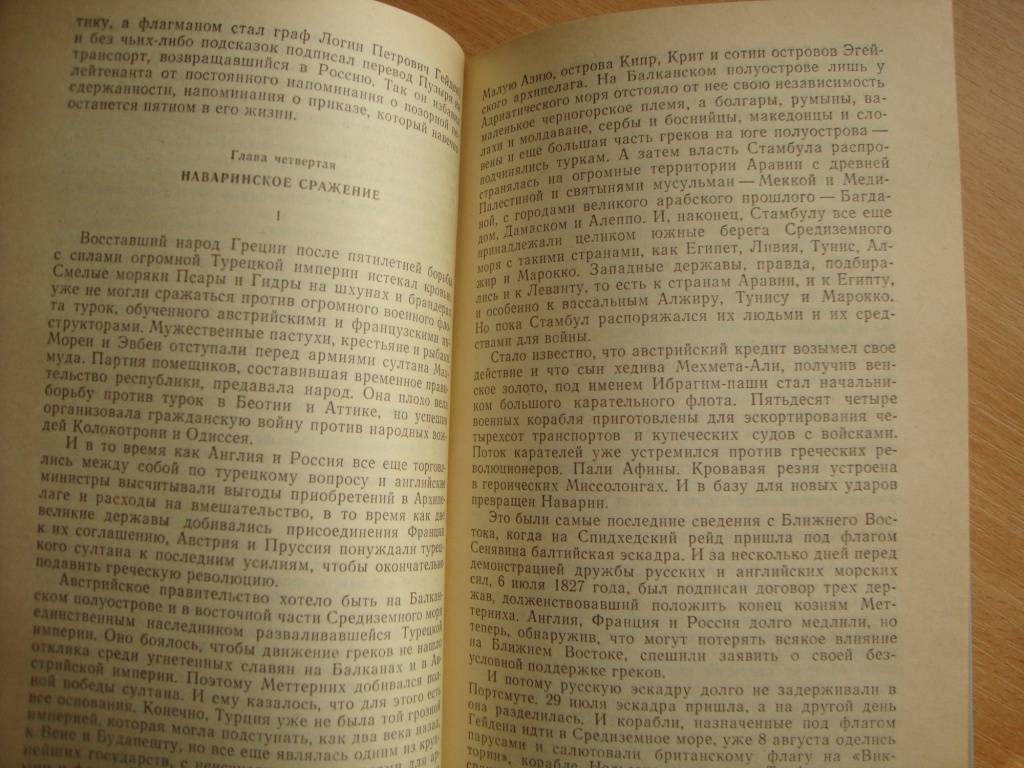 тику, а флагманом стал граф Логин Петрович Гейден
и без чьих-либо подсказок подписал перевод
транспорт, возвращавшийся в Россию. Так он избавил
лейтенанта от постоянного напоминания о позорной
сдержанности, напоминания о приказе, который навечно
останется пятном в его жизни.
Глава четвертая
НАВАРИНСКОЕ СРАЖЕНИЕ
1
Восставший народ Греции после пятилетней борьбы
с силами огромной Турецкой империи истекал кровью.
Смелые моряки Псары и Гидры на шхунах и брандерах
уже не могли сражаться против огромного военного фло-
та турок, обученного австрийскими и французскими ин-
структорами. Мужественные пастухи, крестьяне и рыбаки
Мореи и Эвбеи отступали перед армиями султана Мах-
муда. Партия помещиков, составившая временное прави-
тельство республики, предавала народ. Она плохо вела
борьбу против турок в Беотии и Аттике, но успешно
организовала гражданскую войну против народных вож-
дей Колокотрони и Одиссея.
И в то время как Англия и Россия все еще торгова-
лись между собой по турецкому вопросу и английские
министры высчитывали выгоды приобретений в Архипе-
лаге и расходы на вмешательство, в то время как две
великие державы добивались присоединения Франции
к их соглашению, Австрия и Пруссия понуждали турец-
кого султана к последним усилиям, чтобы окончательно
подавить греческую революцию.
Австрийское правительство хотело быть на Балкан-
ском полуострове и в восточной части Средиземного моря
единственным наследником разваливавшейся Турецкой
империи. Оно боялось, чтобы движение греков не нашло
отклика среди угнетенных славян на Балканах и в Ав-
стрийской империи. Поэтому Меттерних добивался пол-
ной победы султана. И ему казалось, что для этого есть
все основания. Конечно, Турция уже не была той грозной
империей, которая могла подступать, как два века назад,
к Вене и Будапешту, но все еще являлась одним из круп-
нейших государств, с
Малую Азию, острова Кипр, Крит и сотни островов Эгей-
ского архипелага. На Балканском полуострове лишь у
Адриатического моря отстояло от нее свою независимость
маленькое черногорское племя, а болгары, румыны, ва-
лахи и молдаване, сербы и боснийцы, македонцы и сло-
вены и еще большая часть греков на юге полуострова —
подчинялись туркам. А затем власть Стамбула распро-
странялась на огромные территории Аравии с древней
Палестиной и святынями мусульман — Меккой и Меди-
ной, с городами великого арабского прошлого — Багда-
дом, Дамаском и Алеппо. И, наконец, Стамбулу все еще
принадлежали целиком южные берега Средиземного
моря с такими странами, как Египет, Ливия, Тунис, Ал-
жир и Марокко. Западные державы, правда, подбира-
лись и к Леванту, то есть к странам Аравии, и к Египту,
и особенно к вассальным Алжиру, Тунису и Марокко.
Но пока Стамбул распоряжался их людьми и их сред-
ствами для войны.
Стало известно, что австрийский кредит возымел свое
действие и что сын хедива Мехмета-Али, получив вен-
ское золото, под именем Ибрагим-паши стал начальни-
ком большого карательного флота. Пятьдесят четыре
военных корабля приготовлены для эскортирования че-
тырехсот транспортов и купеческих судов с войсками.
Поток карателей уже устремился против греческих ре-
волюционеров. Пали Афины. Кровавая резня устроена
в героических Миссолонгах. И в базу для новых ударов
превращен Наварин.
Это были самые последние сведения с Ближнего Вос-
тока, когда на Спидхедский рейд пришла под флагом
Сенявина балтийская эскадра. И за несколько дней перед
демонстрацией дружбы русских и английских морских
сил, 6 июля 1827 года, был подписан договор трех дер-
жав, долженствовавший положить конец козням Мет-
терниха. Англия, Франция и Россия долго медлили, но
теперь, обнаружив, что могут потерять всякое влияние
на Ближнем Востоке, спешили заявить о своей без-
условной поддержке греков.
И потому русскую эскадру долго не задерживали в
Портсмуте. 29 июля эскадра пришла, а на другой день
она разделилась. И корабли, назначенные под флагом
Гейдена идти в Средиземное море, уже 8 августа оделись
парусами и салютовали британскому флагу на «Вик-
тории», корабле